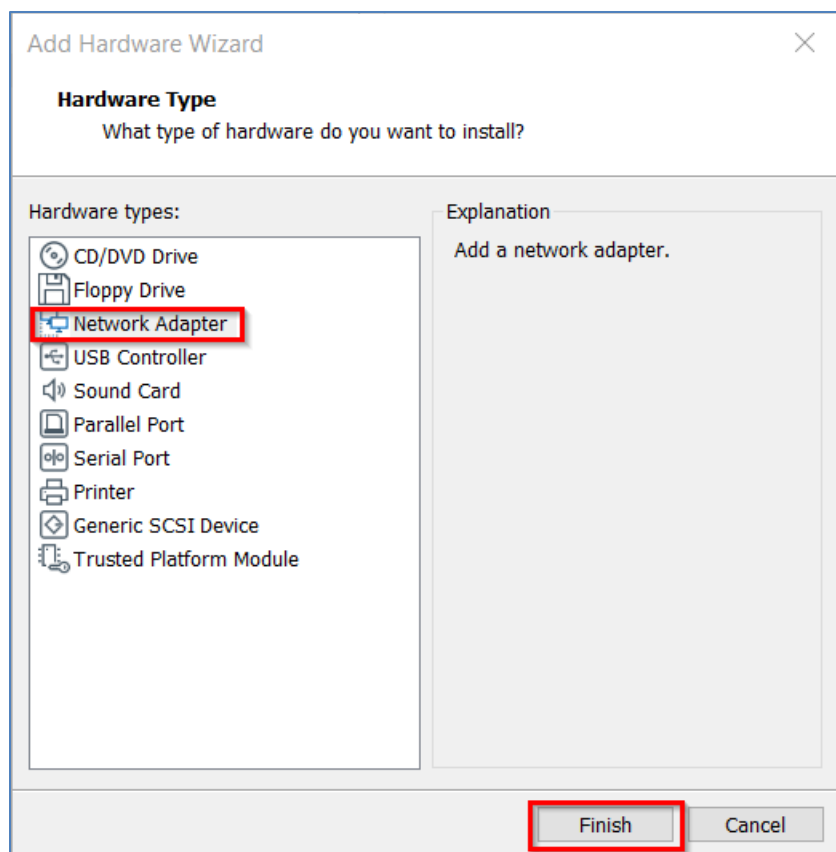 Add Hardware Wizard
Hardware Type
What type of hardware do you want to install?
Hardware types:
CD/DVD Drive
Floppy Drive
Network Adapter
USB Controller
Sound Card
Parallel Port
Serial Port
Printer
Generic SCSI Device
Trusted Platform Module
Explanation
Add a network adapter.
Finish
Cancel